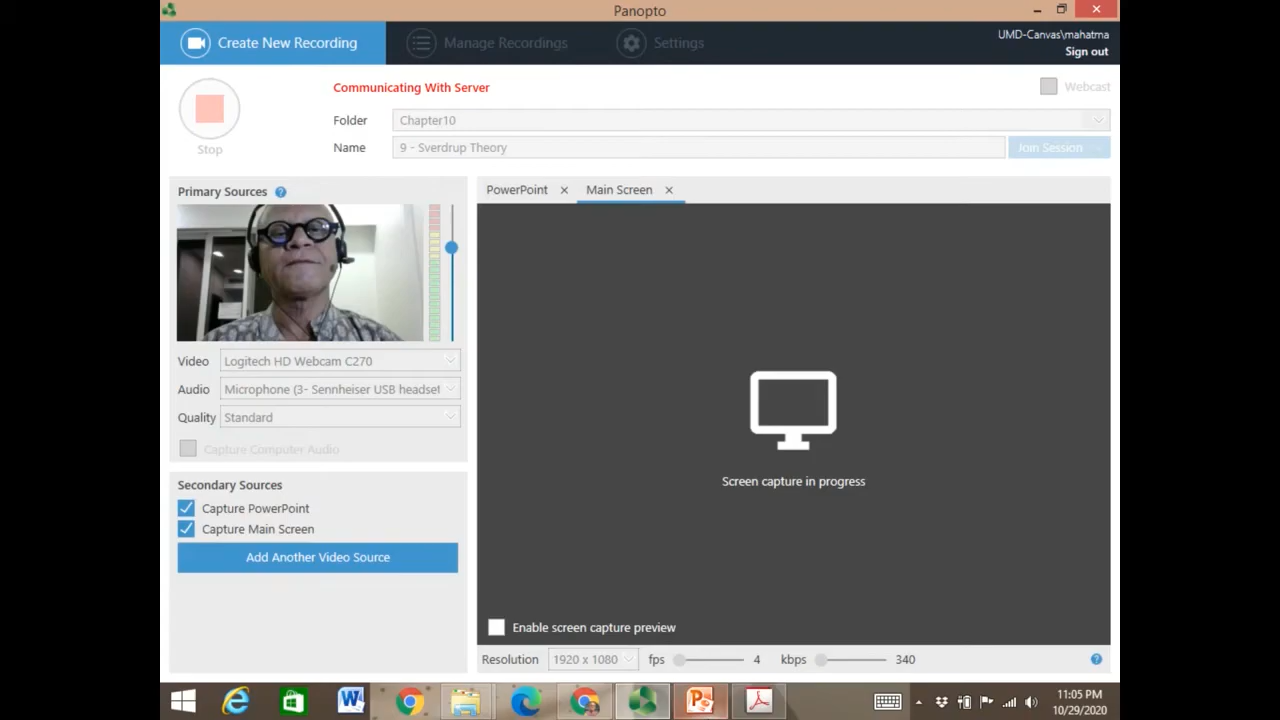 Panopto
Create New Recording
Manage Recordings
Settings
UMD-Canvas\mahatma
Sign out
Communicating With Server
Webcast
Folder
Chapter10
Stop
Name
9 - Sverdrup Theory
Join Session
Primary Sources
PowerPoint
Main Screen
Video
Logitech HD Webcam C270
Audio
Microphone (3- Sennheiser USB headset
Quality
Standard
Capture Computer Audio
Screen capture in progress
Secondary Sources
Capture PowerPoint
Capture Main Screen
Add Another Video Source
Enable screen capture preview
Resolution
1920 x 1080
fps
4
kbps
340
11:05 PM
10/29/2020